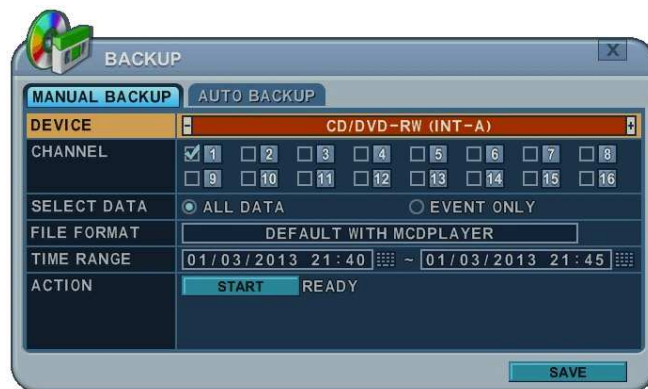 BACKUP X
MANUAL BACKUP AUTO BACKUP
DEVICE - CD/DVD-RW (INT-A) +
CHANNEL 1 2 3 4 5 6 7 8
9 10 11 12 13 14 15 16
SELECT DATA ALL DATA EVENT ONLY
FILE FORMAT DEFAULT WITH MCDPLAYER
TIME RANGE 01/03/2013 21:40 ~ 01/03/2013 21:45
ACTION START READY
SAVE